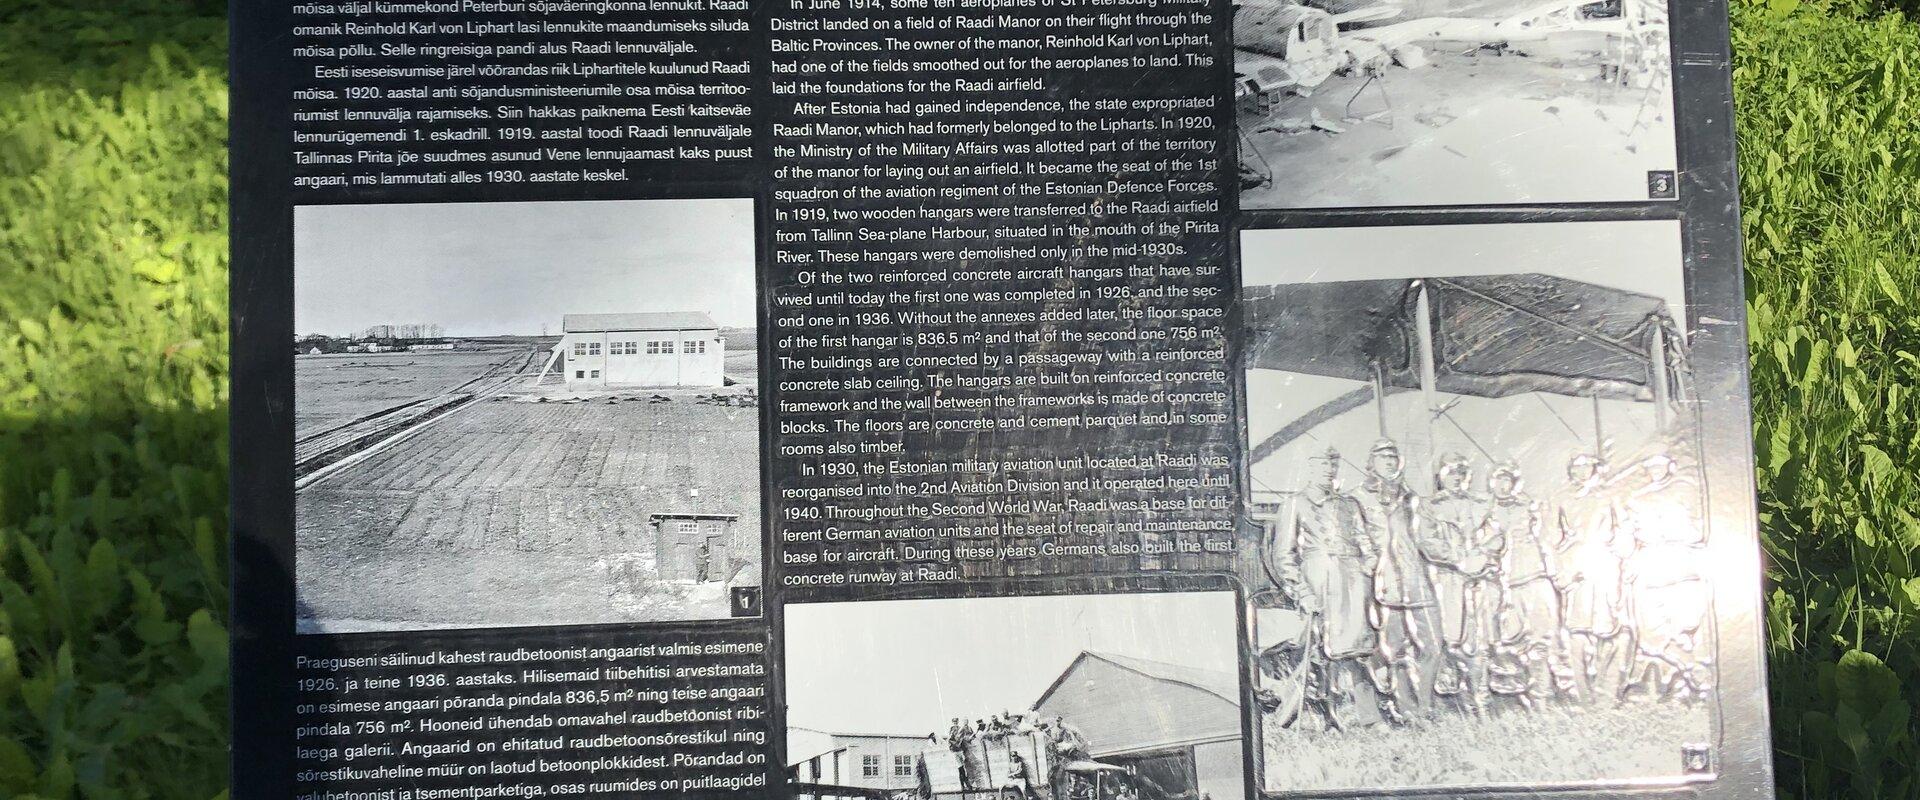 mõisa väljal kümmekond Peterburi sõjaväeringkonna lennukit. Raadi
omanik Reinhold Karl von Liphart lasi lennukite maandumiseks siluda
mõisa põllu. Selle ringreisiga pandi alus Raadi lennuväljale.
Eesti iseseisvumise järel võõrandas riik Liphartitele kuulunud Raadi
mõisa. 1920. aastal anti sõjandusministeeriumile osa mõisa territoo-
riumist lennuvälja rajamiseks. Siin hakkas paiknema Eesti kaitseväe
lennurügemendi 1. eskadrill. 1919. aastal toodi Raadi lennuväljale
Tallinnas Pirita jõe suudmes asunud Vene lennujaamast kaks puust
angaari, mis lammutati alles 1930. aastate keskel.
1
Praeguseni säilinud kahest raudbetoonist angaarist valmis esimene
1926. ja teine 1936. aastaks. Hilisemaid tiibehitisi arvestamata
on esimese angaari põranda pindala 836,5 m² ning teise angaari
pindala 756 m². Hooneid ühendab omavahel raudbetoonist ribi-
laega galerii. Angaarid on ehitatud raudbetoonsõrestikul ning
sõrestikuvaheline müür on laotud betoonplokkidest. Põrandad on
valubetoonist ja tsementparketiga, osas ruumides on puitlaagidel
In June 1914, some ten aeroplanes of St Petersburg Military
District landed on a field of Raadi Manor on their flight through the
Baltic Provinces. The owner of the manor, Reinhold Karl von Liphart,
had one of the fields smoothed out for the aeroplanes to land. This
laid the foundations for the Raadi airfield.
After Estonia had gained independence, the state expropriated
Raadi Manor, which had formerly belonged to the Lipharts. In 1920,
the Ministry of the Military Affairs was allotted part of the territory
of the manor for laying out an airfield. It became the seat of the 1st
squadron of the aviation regiment of the Estonian Defence Forces.
In 1919, two wooden hangars were transferred to the Raadi airfield
from Tallinn Sea-plane Harbour, situated in the mouth of the Pirita
River. These hangars were demolished only in the mid-1930s.
Of the two reinforced concrete aircraft hangars that have sur-
vived until today the first one was completed in 1926, and the sec-
ond one in 1936. Without the annexes added later, the floor space
of the first hangar is 836.5 m² and that of the second one 756 m².
The buildings are connected by a passageway with a reinforced
concrete slab ceiling. The hangars are built on reinforced concrete
framework and the wall between the frameworks is made of concrete
blocks. The floors are concrete and cement parquet and in some
rooms also timber.
In 1930, the Estonian military aviation unit located at Raadi was
reorganised into the 2nd Aviation Division and it operated here until
1940. Throughout the Second World War, Raadi was a base for dif-
ferent German aviation units and the seat of repair and maintenance
base for aircraft. During these years Germans also built the first
concrete runway at Raadi.
3
4